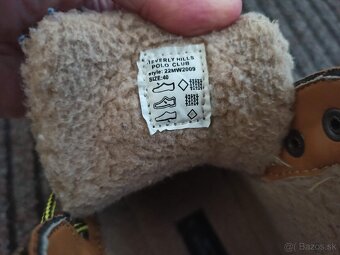 BEVERLY HILLS
POLO CLUB
style: 22MW2009
SIZE:40
Bazos.sk